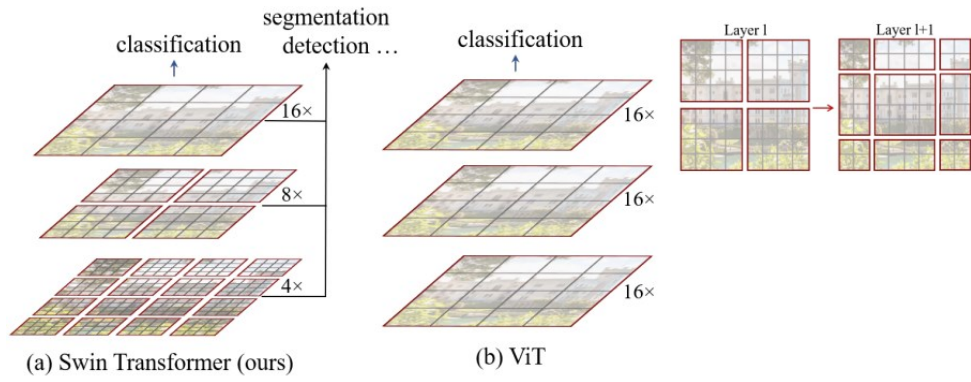 segmentation
classification
detection …
16×
8×
4×
(a) Swin Transformer (ours)
classification
16×
16×
16×
(b) ViT
Layer l
Layer l+1